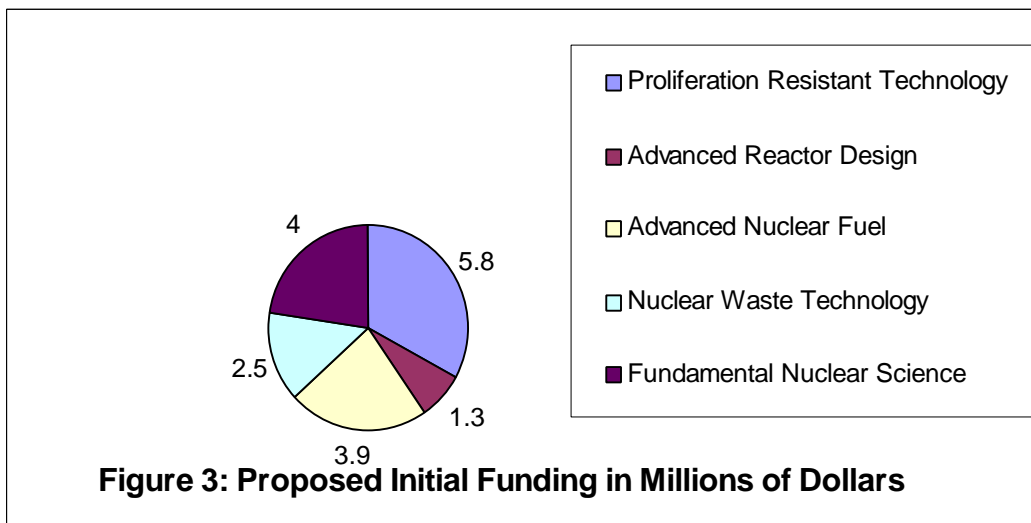 Proliferation Resistant Technology
Advanced Reactor Design
Advanced Nuclear Fuel
Nuclear Waste Technology
Fundamental Nuclear Science
4
5.8
2.5
1.3
3.9
Figure 3: Proposed Initial Funding in Millions of Dollars